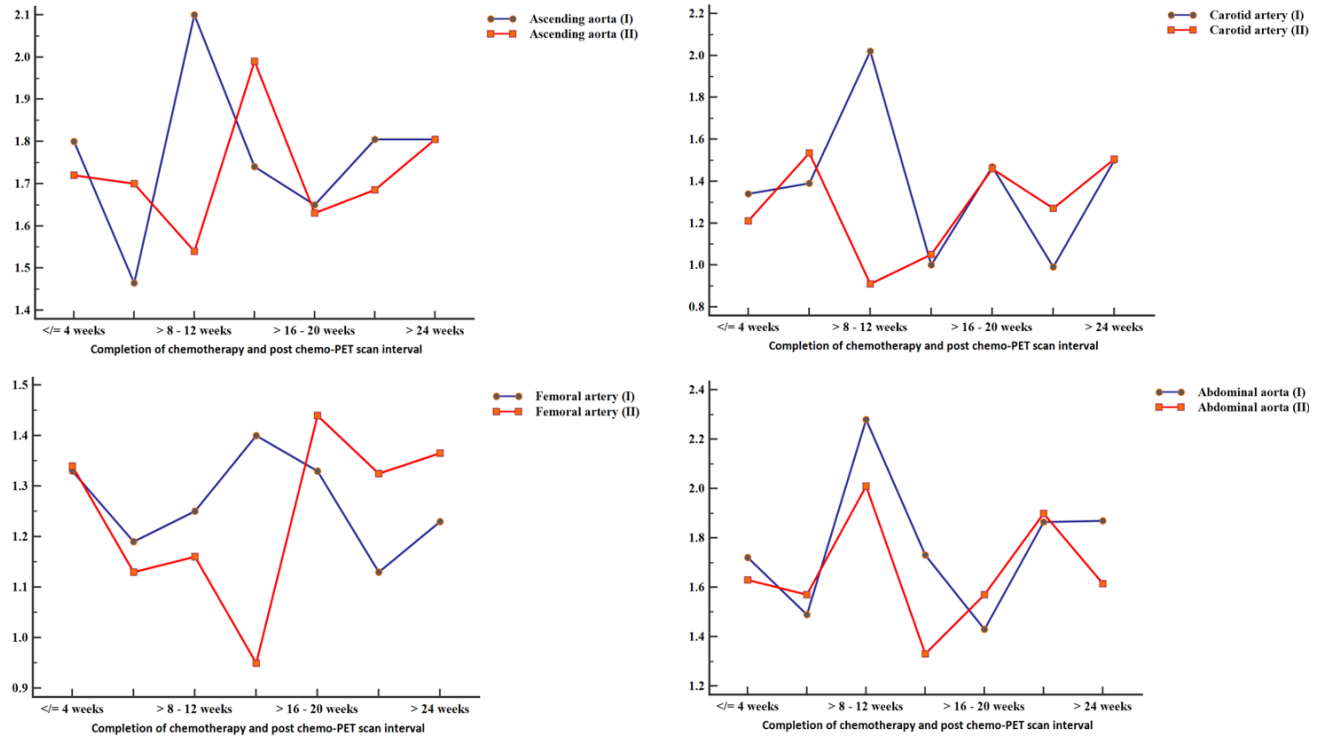 Ascending aorta (I)
Ascending aorta (II)
2.1
2.0
1.9
1.8
1.7
1.6
1.5
1.4
</= 4 weeks > 8 - 12 weeks > 16 - 20 weeks > 24 weeks
Completion of chemotherapy and post chemo-PET scan interval
Carotid artery (I)
Carotid artery (II)
2.2
2.0
1.8
1.6
1.4
1.2
1.0
0.8
</= 4 weeks > 8 - 12 weeks > 16 - 20 weeks > 24 weeks
Completion of chemotherapy and post chemo-PET scan interval
Femoral artery (I)
Femoral artery (II)
1.5
1.4
1.3
1.2
1.1
1.0
0.9
</= 4 weeks > 8 - 12 weeks > 16 - 20 weeks > 24 weeks
Completion of chemotherapy and post chemo-PET scan interval
Abdominal aorta (I)
Abdominal aorta (II)
2.4
2.2
2.0
1.8
1.6
1.4
1.2
</= 4 weeks > 8 - 12 weeks > 16 - 20 weeks > 24 weeks
Completion of chemotherapy and post chemo-PET scan interval